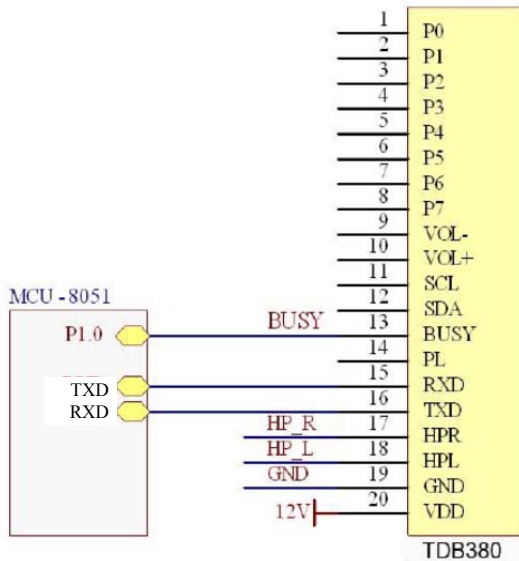 1 P0
2 P1
3 P2
4 P3
5 P4
6 P5
7 P6
8 P7
9 VOL-
10 VOL+
11 SCL
12 SDA
MCU-8051
P1.0 BUSY 13 BUSY
14 PL
TXD 15 RXD
RXD 16 TXD
HP_R 17 HPR
HP_L 18 HPL
GND 19 GND
12V 20 VDD
TDB380